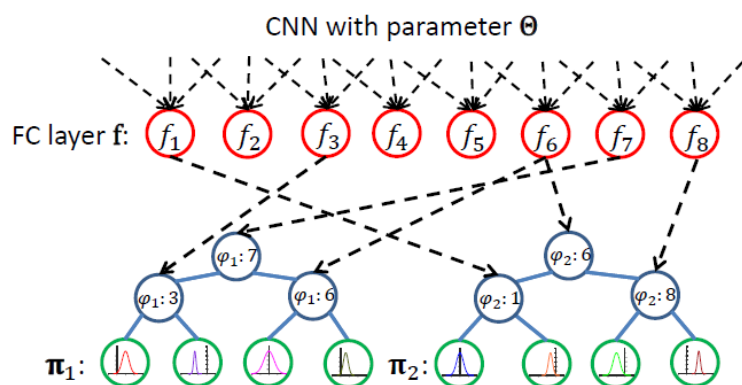 CNN with parameter Θ
FC layer f: f₁ f₂ f₃ f₄ f₅ f₆ f₇ f₈
φ₁: 7 φ₂: 6
φ₁: 3 φ₁: 6 φ₂: 1 φ₂: 8
π₁: π₂: